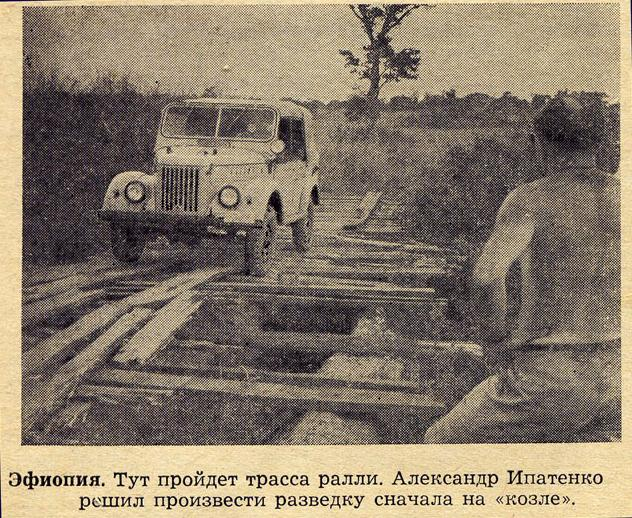 Эфиопия. Тут пройдет трасса ралли. Александр Ипатенко
решил произвести разведку сначала на «козле».